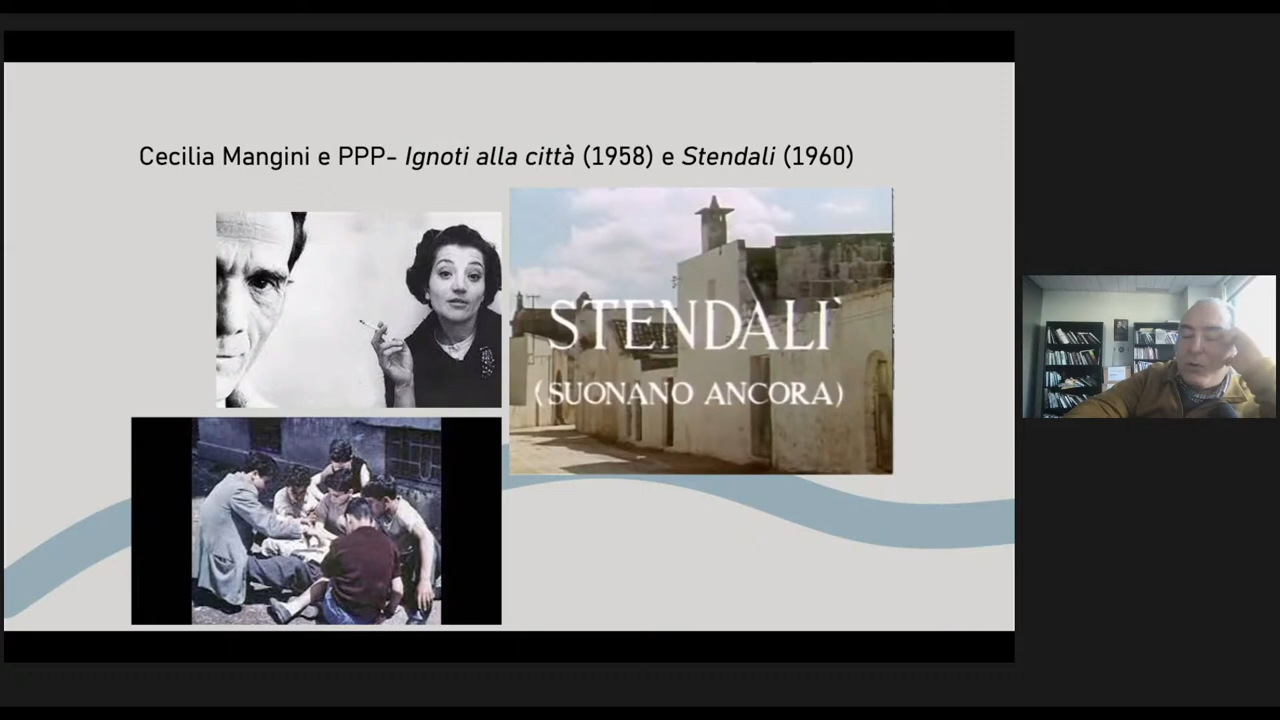 Cecilia Mangini e PPP- Ignoti alla città (1958) e Stendali (1960)
STENDALI`
(SUONANO ANCORA)